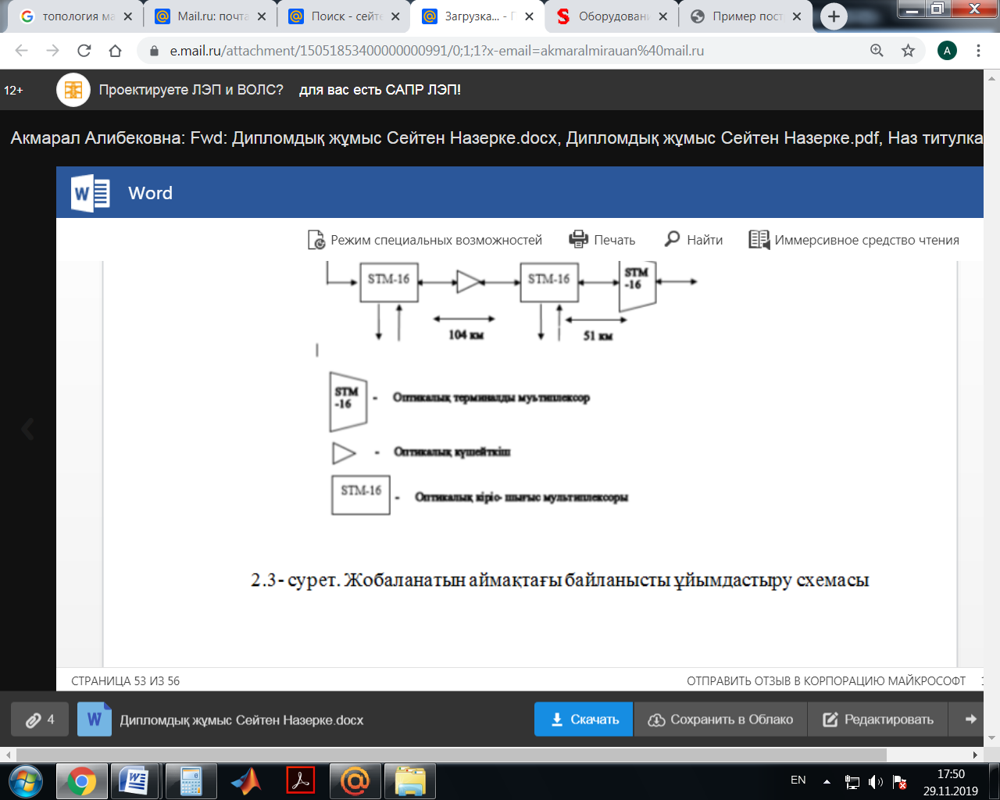 топология ма
Mail.ru: почта
Поиск - сейте
Загрузка... - П
Оборудовани
Пример пост
e.mail.ru/attachment/15051853400000000991/0;1;1?x-email=akmaralmirauan%40mail.ru
A
12+
Проектируете ЛЭП и ВОЛС? для вас есть САПР ЛЭП!
Акмарал Алибековна: Fwd: Дипломдық жұмыс Сейтен Назерке.docx, Дипломдық жұмыс Сейтен Назерке.pdf, Наз титулка
W Word
Режим специальных возможностей Печать Найти Иммерсивное средство чтения
STM-16 STM-16 STM
-16
104 км 51 км
STM
-16 - Оптикалық терминалды муьтиплексор
- Оптикалық күшейткіш
STM-16 - Оптикалық кіріс- шығыс мультиплексоры
2.3- сурет. Жобаланатын аймақтағы байланысты ұйымдастыру схемасы
СТРАНИЦА 53 ИЗ 56 ОТПРАВИТЬ ОТЗЫВ В КОРПОРАЦИЮ МАЙКРОСОФТ
4 W Дипломдық жұмыс Сейтен Назерке.docx Скачать Сохранить в Облако Редактировать
EN 17:50
29.11.2019